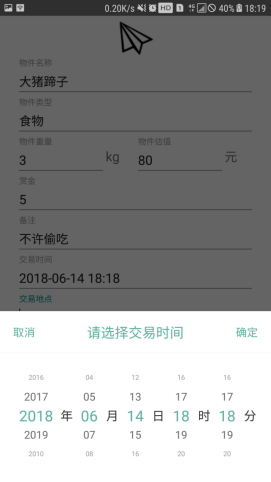 0.20K/s HD 1 40% 18:19
物件名称
大猪蹄子
物件类型
食物
物件重量 物件估值
3 kg 80 元
赏金
5
备注
不许偷吃
交易时间
2018-06-14 18:18
交易地点
取消 请选择交易时间 确定
2016 04 12 16 16
2017 05 13 17 17
2018 年 06 月 14 日 18 时 18 分
2019 07 15 19 19
2010 08 16 20 20